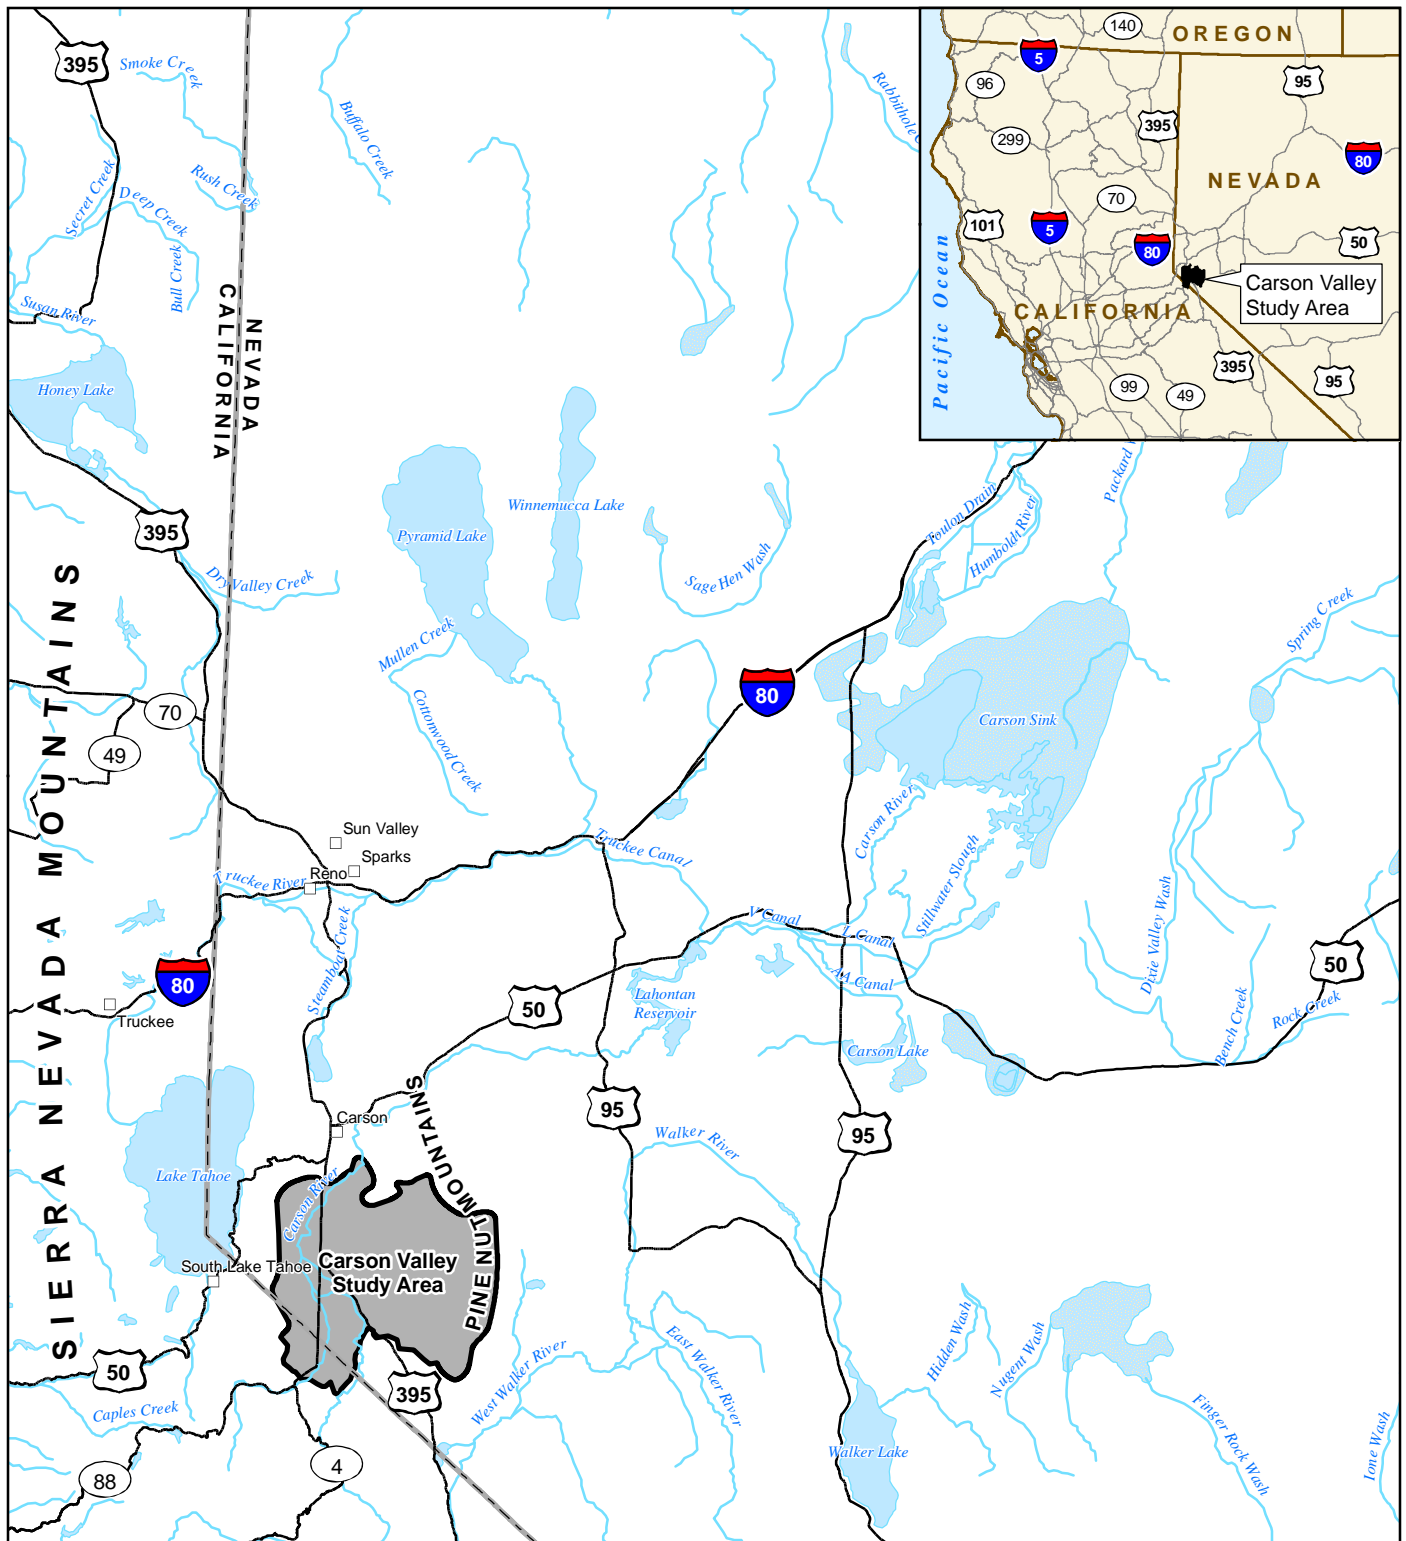 395
Smoke Creek
Buffalo Creek
Secret Creek
Deep Creek
Rush Creek
Bull Creek
Susan River
Honey Lake
CALIFORNIA
NEVADA
Rabbithole
140
OREGON
5
96
95
395
299
80
NEVADA
70
101
5
80
50
Carson Valley
Study Area
CALIFORNIA
Pacific Ocean
395
99
49
95
395
Pyramid Lake
Winnemucca Lake
Sage Hen Wash
Toulon Drain
Humboldt River
Packard
Dry Valley Creek
Mullen Creek
Cottonwood Creek
Spring Creek
80
Carson Sink
70
49
SIERRA NEVADA MOUNTAINS
Sun Valley
Sparks
Reno
Truckee River
Truckee Canal
Carson River
Stillwater Slough
V Canal
L Canal
AA Canal
Steamboat Creek
Dixie Valley Wash
Bench Creek
Rock Creek
50
80
Truckee
50
Lahontan
Reservoir
Carson Lake
95
95
Carson
Walker River
Lake Tahoe
Carson River
PINE NUT MOUNTAINS
Carson Valley
Study Area
South Lake Tahoe
50
395
Caples Creek
West Walker River
East Walker River
Hidden Wash
Nugent Wash
Finger Rock Wash
Ione Wash
Walker Lake
88
4